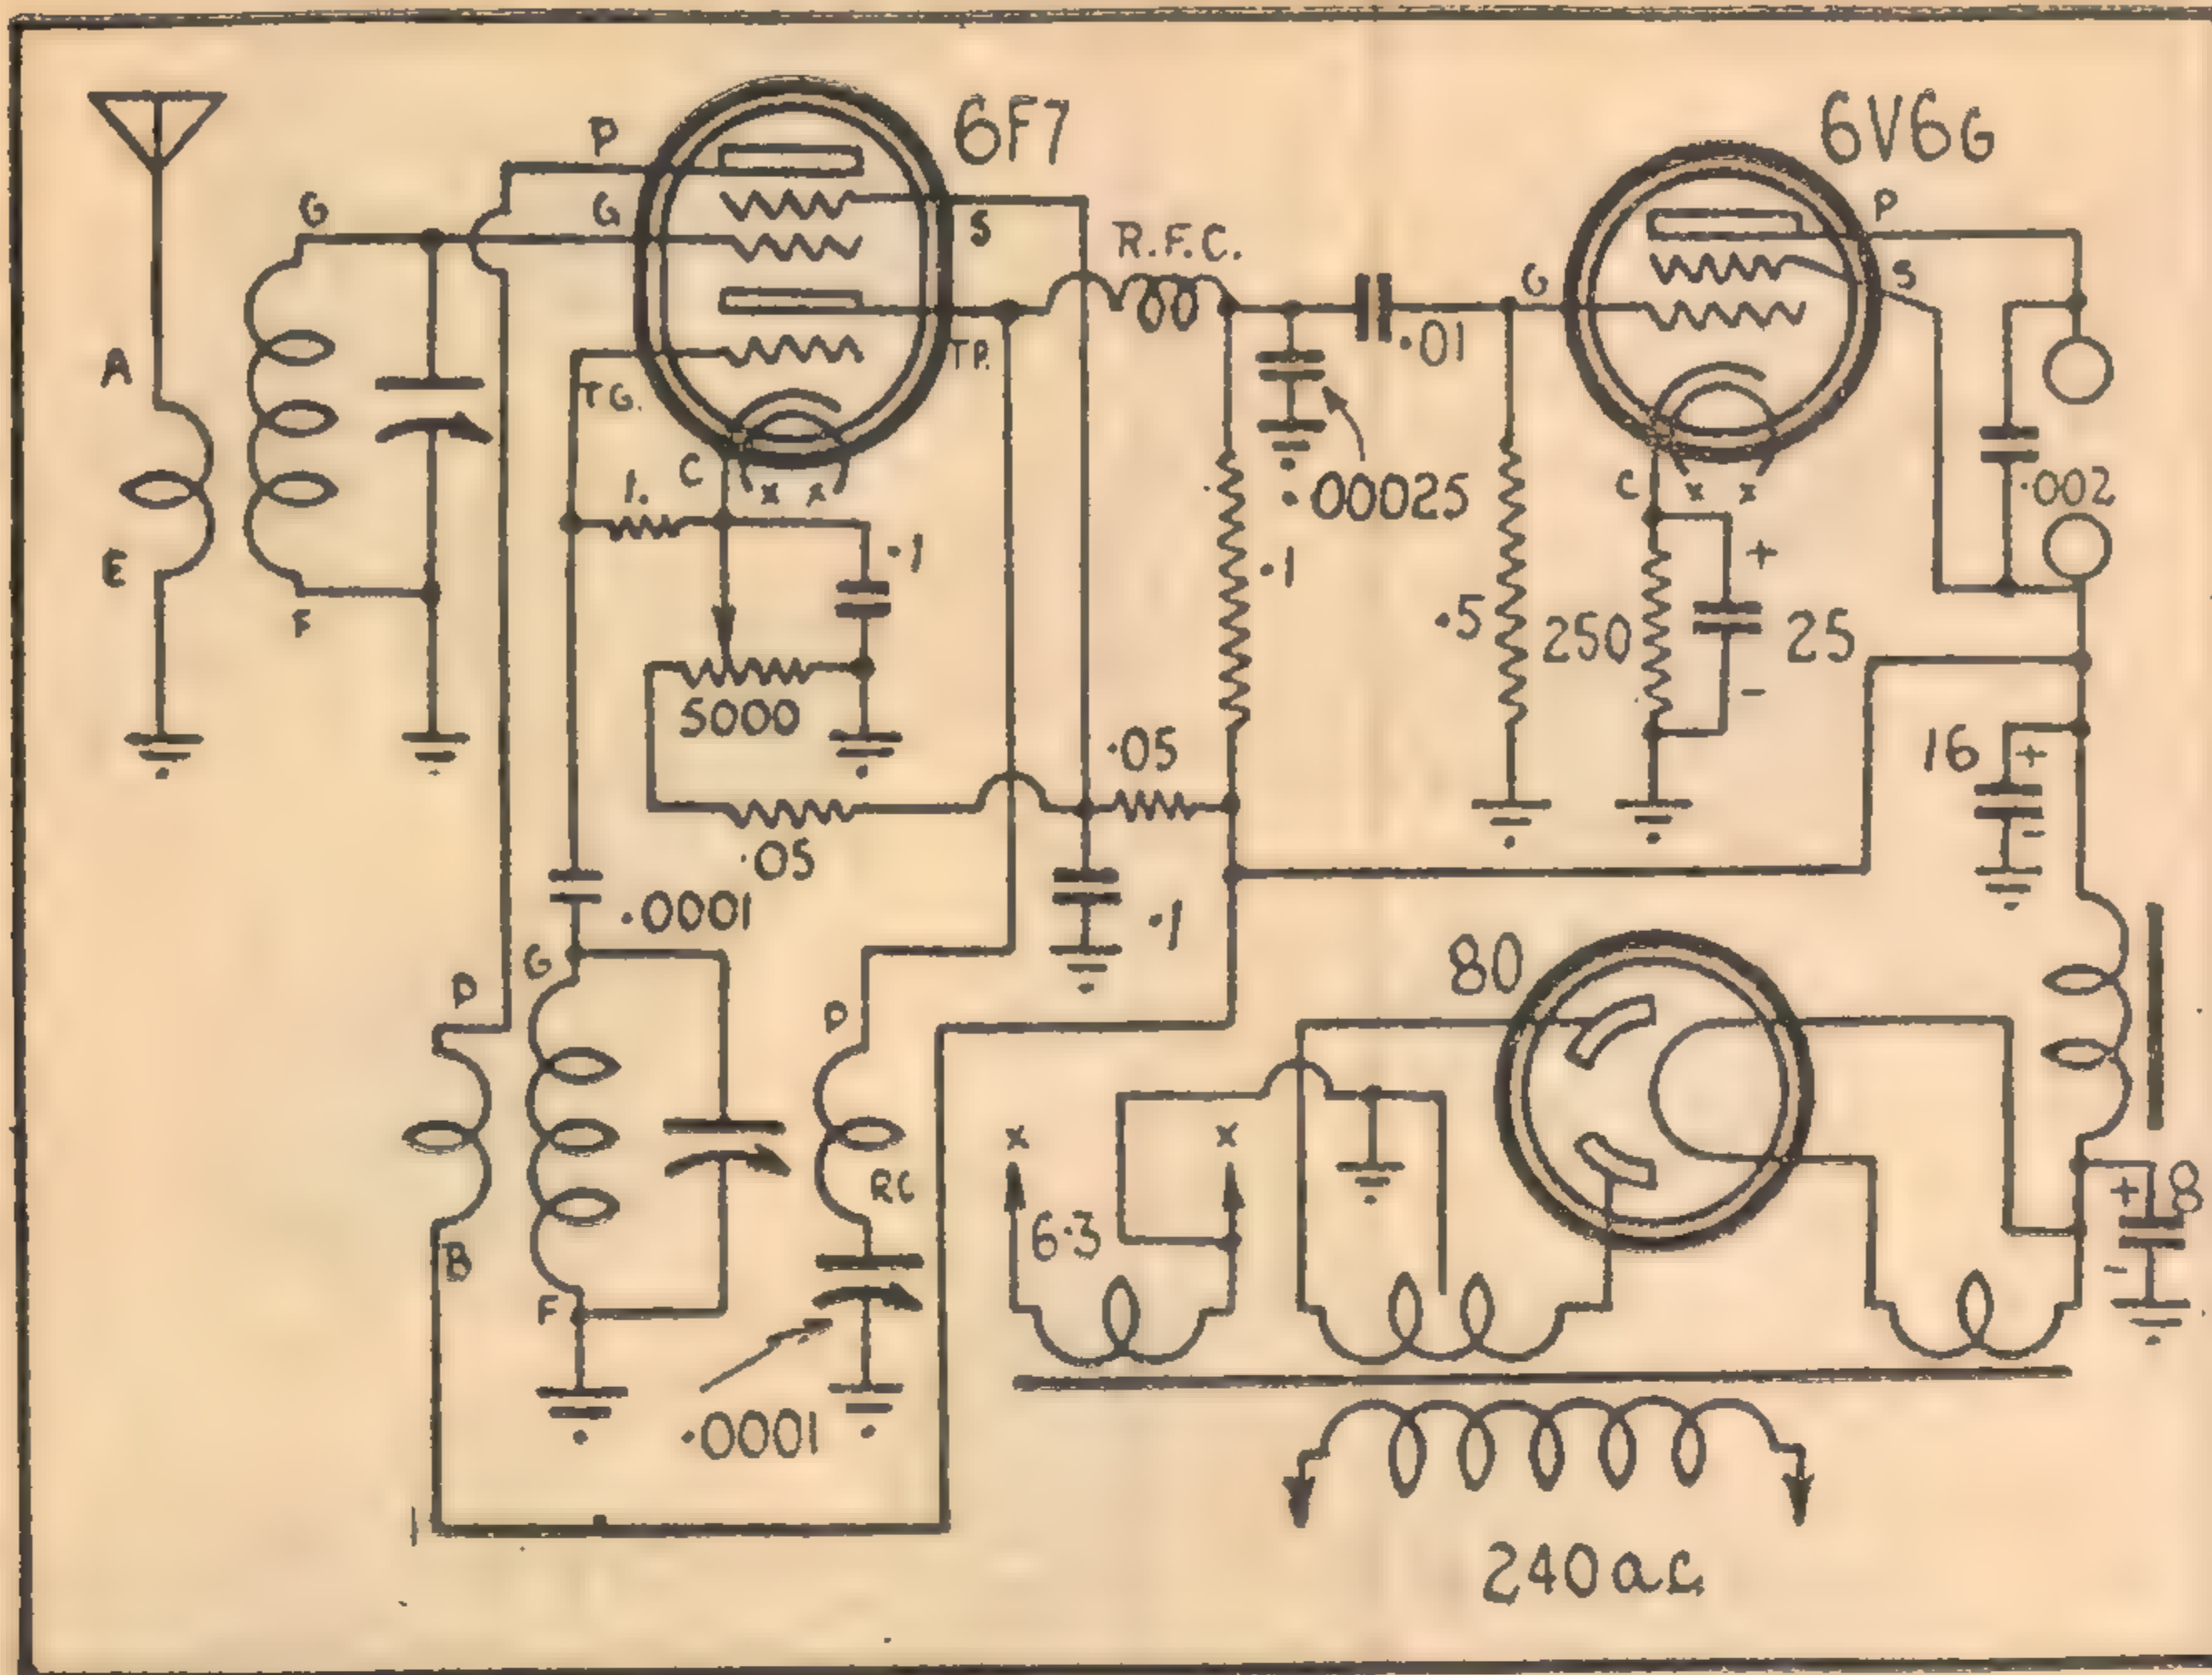 6F7
6V6G
P
G
G
S
R.F.C.
G
P
S
A
TG.
TP.
.01
1.
C
x x
.00025
C
x x
.002
E
.1
.1
+
F
.5
250
25
5000
-
.05
16
+
-
.05
.0001
.1
80
G
P
P
x
x
RC
6.3
+
8
B
-
F
.0001
240 a.c.